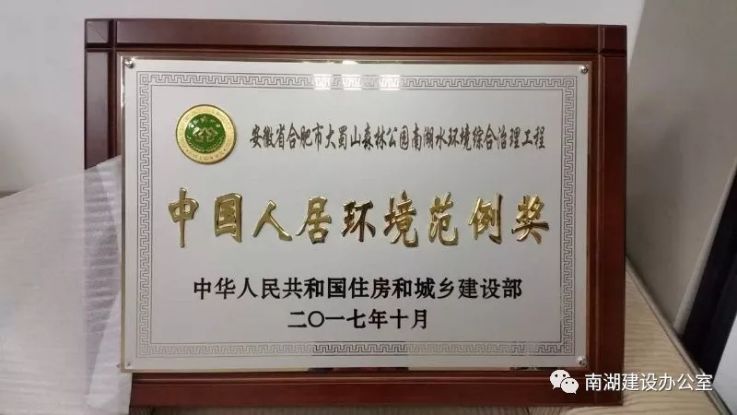 安徽省合肥市大蜀山森林公园南湖水环境综合治理工程
中国人居环境范例奖
中华人民共和国住房和城乡建设部
二〇一七年十月
南湖建设办公室